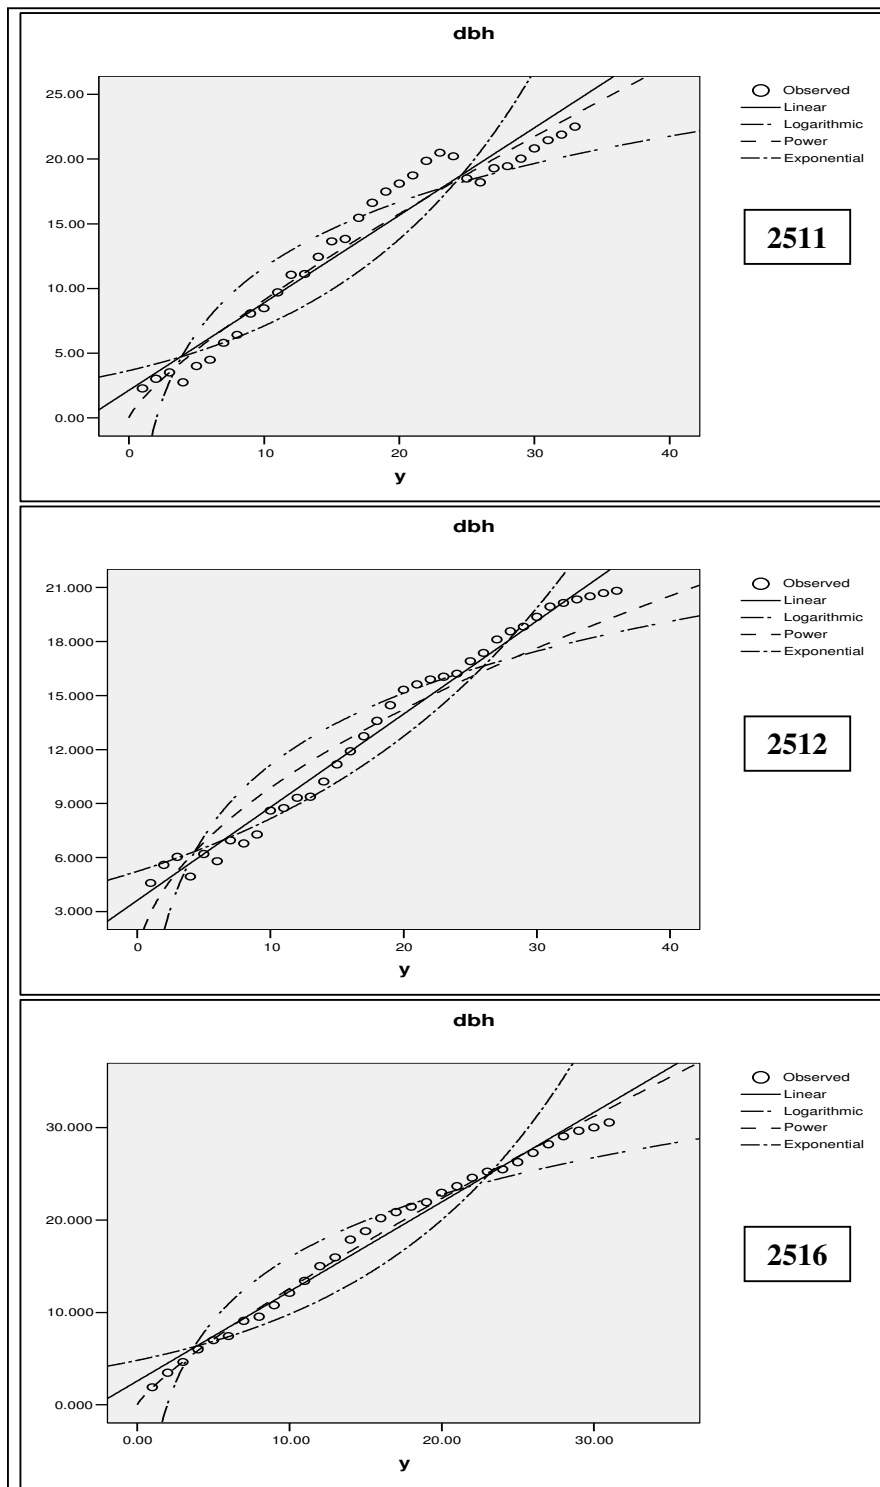 dbh
25.00
20.00
15.00
10.00
5.00
0.00
0 10 20 30 40
y
Observed
Linear
Logarithmic
Power
Exponential
2511
dbh
21.000
18.000
15.000
12.000
9.000
6.000
3.000
0 10 20 30 40
y
Observed
Linear
Logarithmic
Power
Exponential
2512
dbh
30.000
20.000
10.000
0.000
0.00 10.00 20.00 30.00
y
Observed
Linear
Logarithmic
Power
Exponential
2516